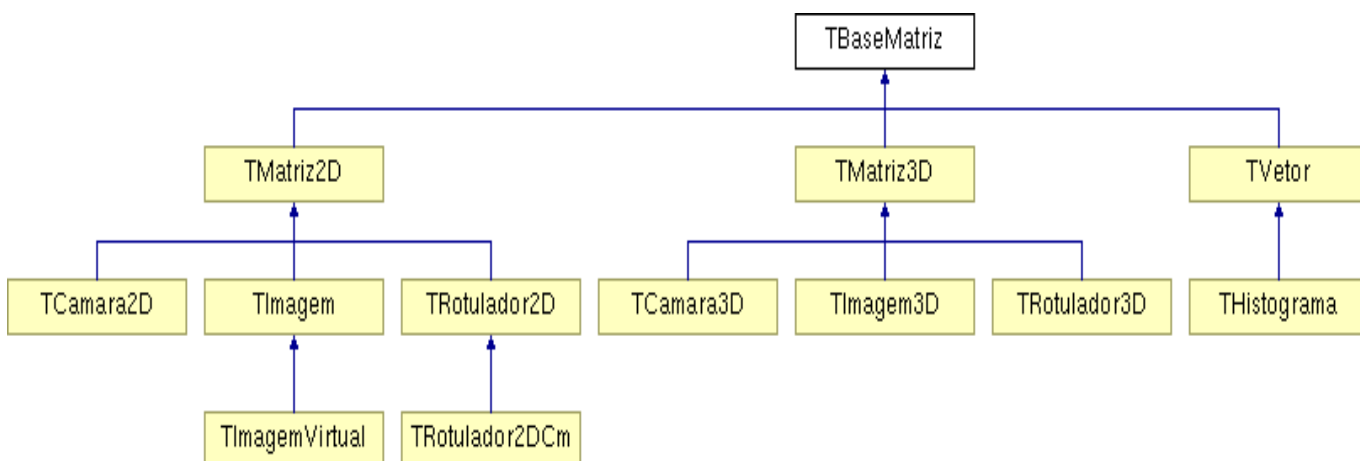 TBaseMatriz
TMatriz2D TMatriz3D TVetor
TCamara2D TImagem TRotulador2D TCamara3D TImagem3D TRotulador3D THistograma
TImagemVirtual TRotulador2DCm